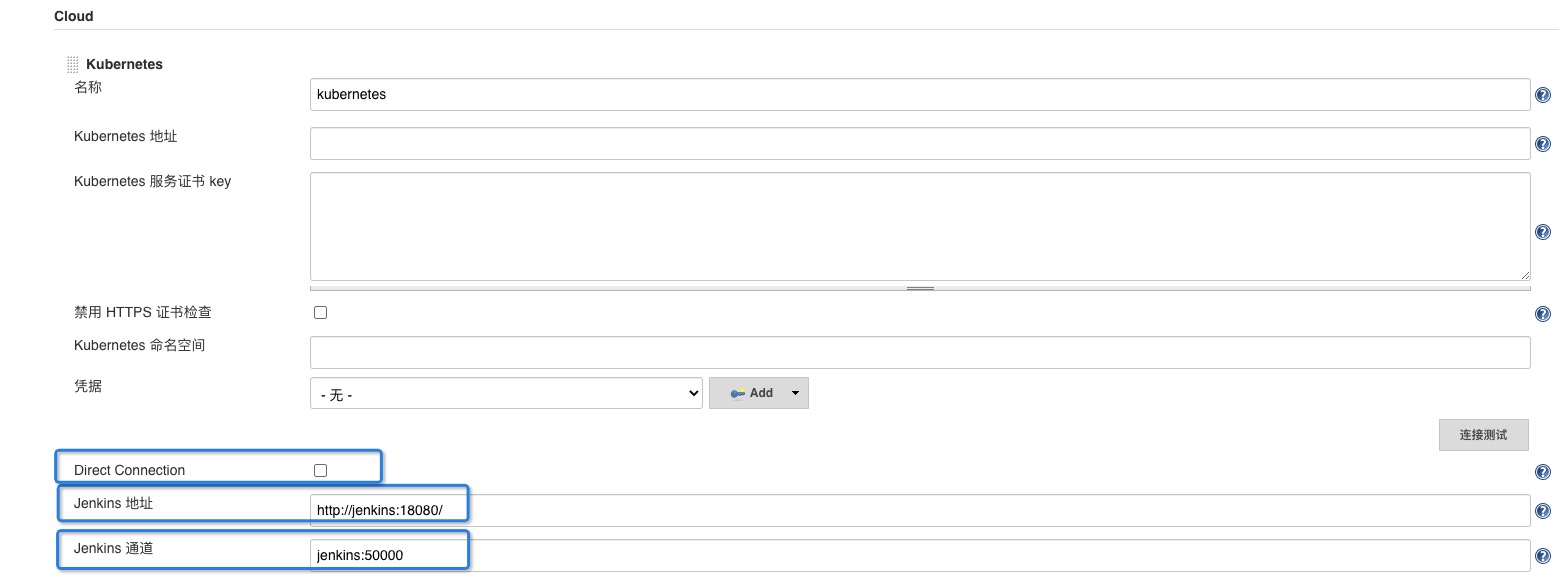 Cloud
Kubernetes
名称
kubernetes
Kubernetes 地址
Kubernetes 服务证书 key
禁用 HTTPS 证书检查
Kubernetes 命名空间
凭据
- 无 -
Add
连接测试
Direct Connection
Jenkins 地址
http://jenkins:18080/
Jenkins 通道
jenkins:50000